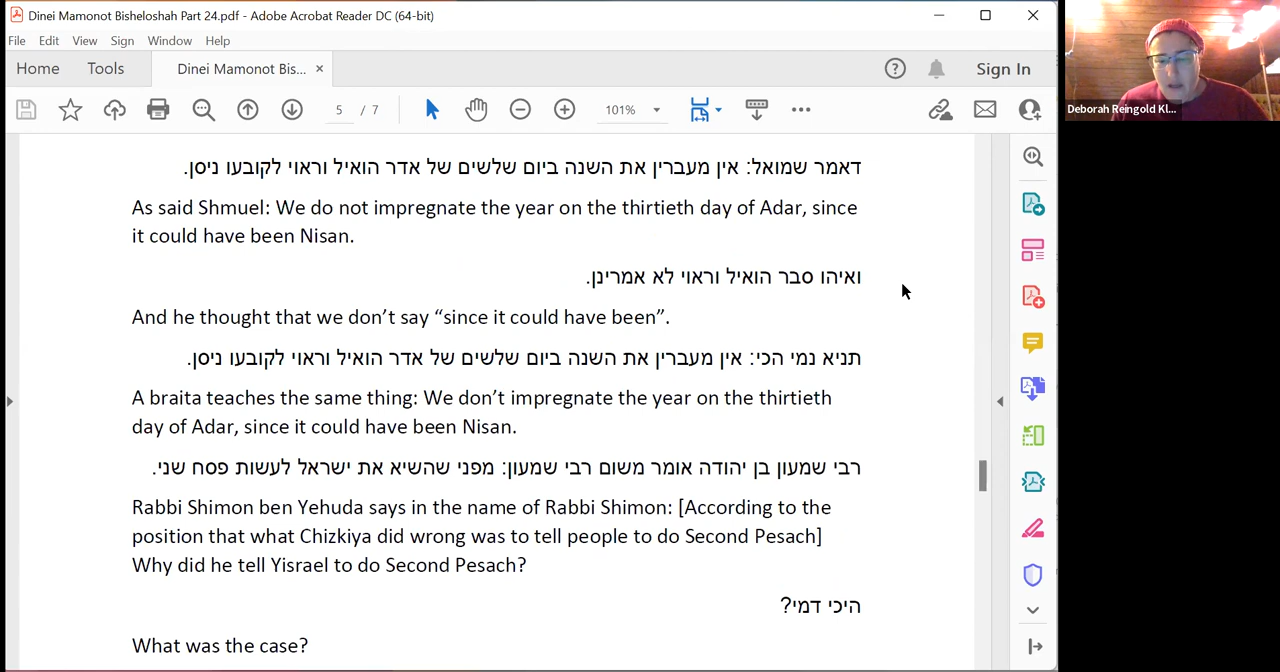 Dinei Mamonot Bisheloshah Part 24.pdf - Adobe Acrobat Reader DC (64-bit)
File Edit View Sign Window Help
Home Tools Dinei Mamonot Bis... × Sign In
5 / 7 101%
Deborah Reingold Kl...
דאמר שמואל: אין מעברין את השנה ביום שלשים של אדר הואיל וראוי לקובעו ניסן.
As said Shmuel: We do not impregnate the year on the thirtieth day of Adar, since
it could have been Nisan.
ואיהו סבר הואיל וראוי לא אמרינן.
And he thought that we don’t say “since it could have been”.
תניא נמי הכי: אין מעברין את השנה ביום שלשים של אדר הואיל וראוי לקובעו ניסן.
A braita teaches the same thing: We don’t impregnate the year on the thirtieth
day of Adar, since it could have been Nisan.
רבי שמעון בן יהודה אומר משום רבי שמעון: מפני שהשיא את ישראל לעשות פסח שני.
Rabbi Shimon ben Yehuda says in the name of Rabbi Shimon: [According to the
position that what Chizkiya did wrong was to tell people to do Second Pesach]
Why did he tell Yisrael to do Second Pesach?
היכי דמי?
What was the case?